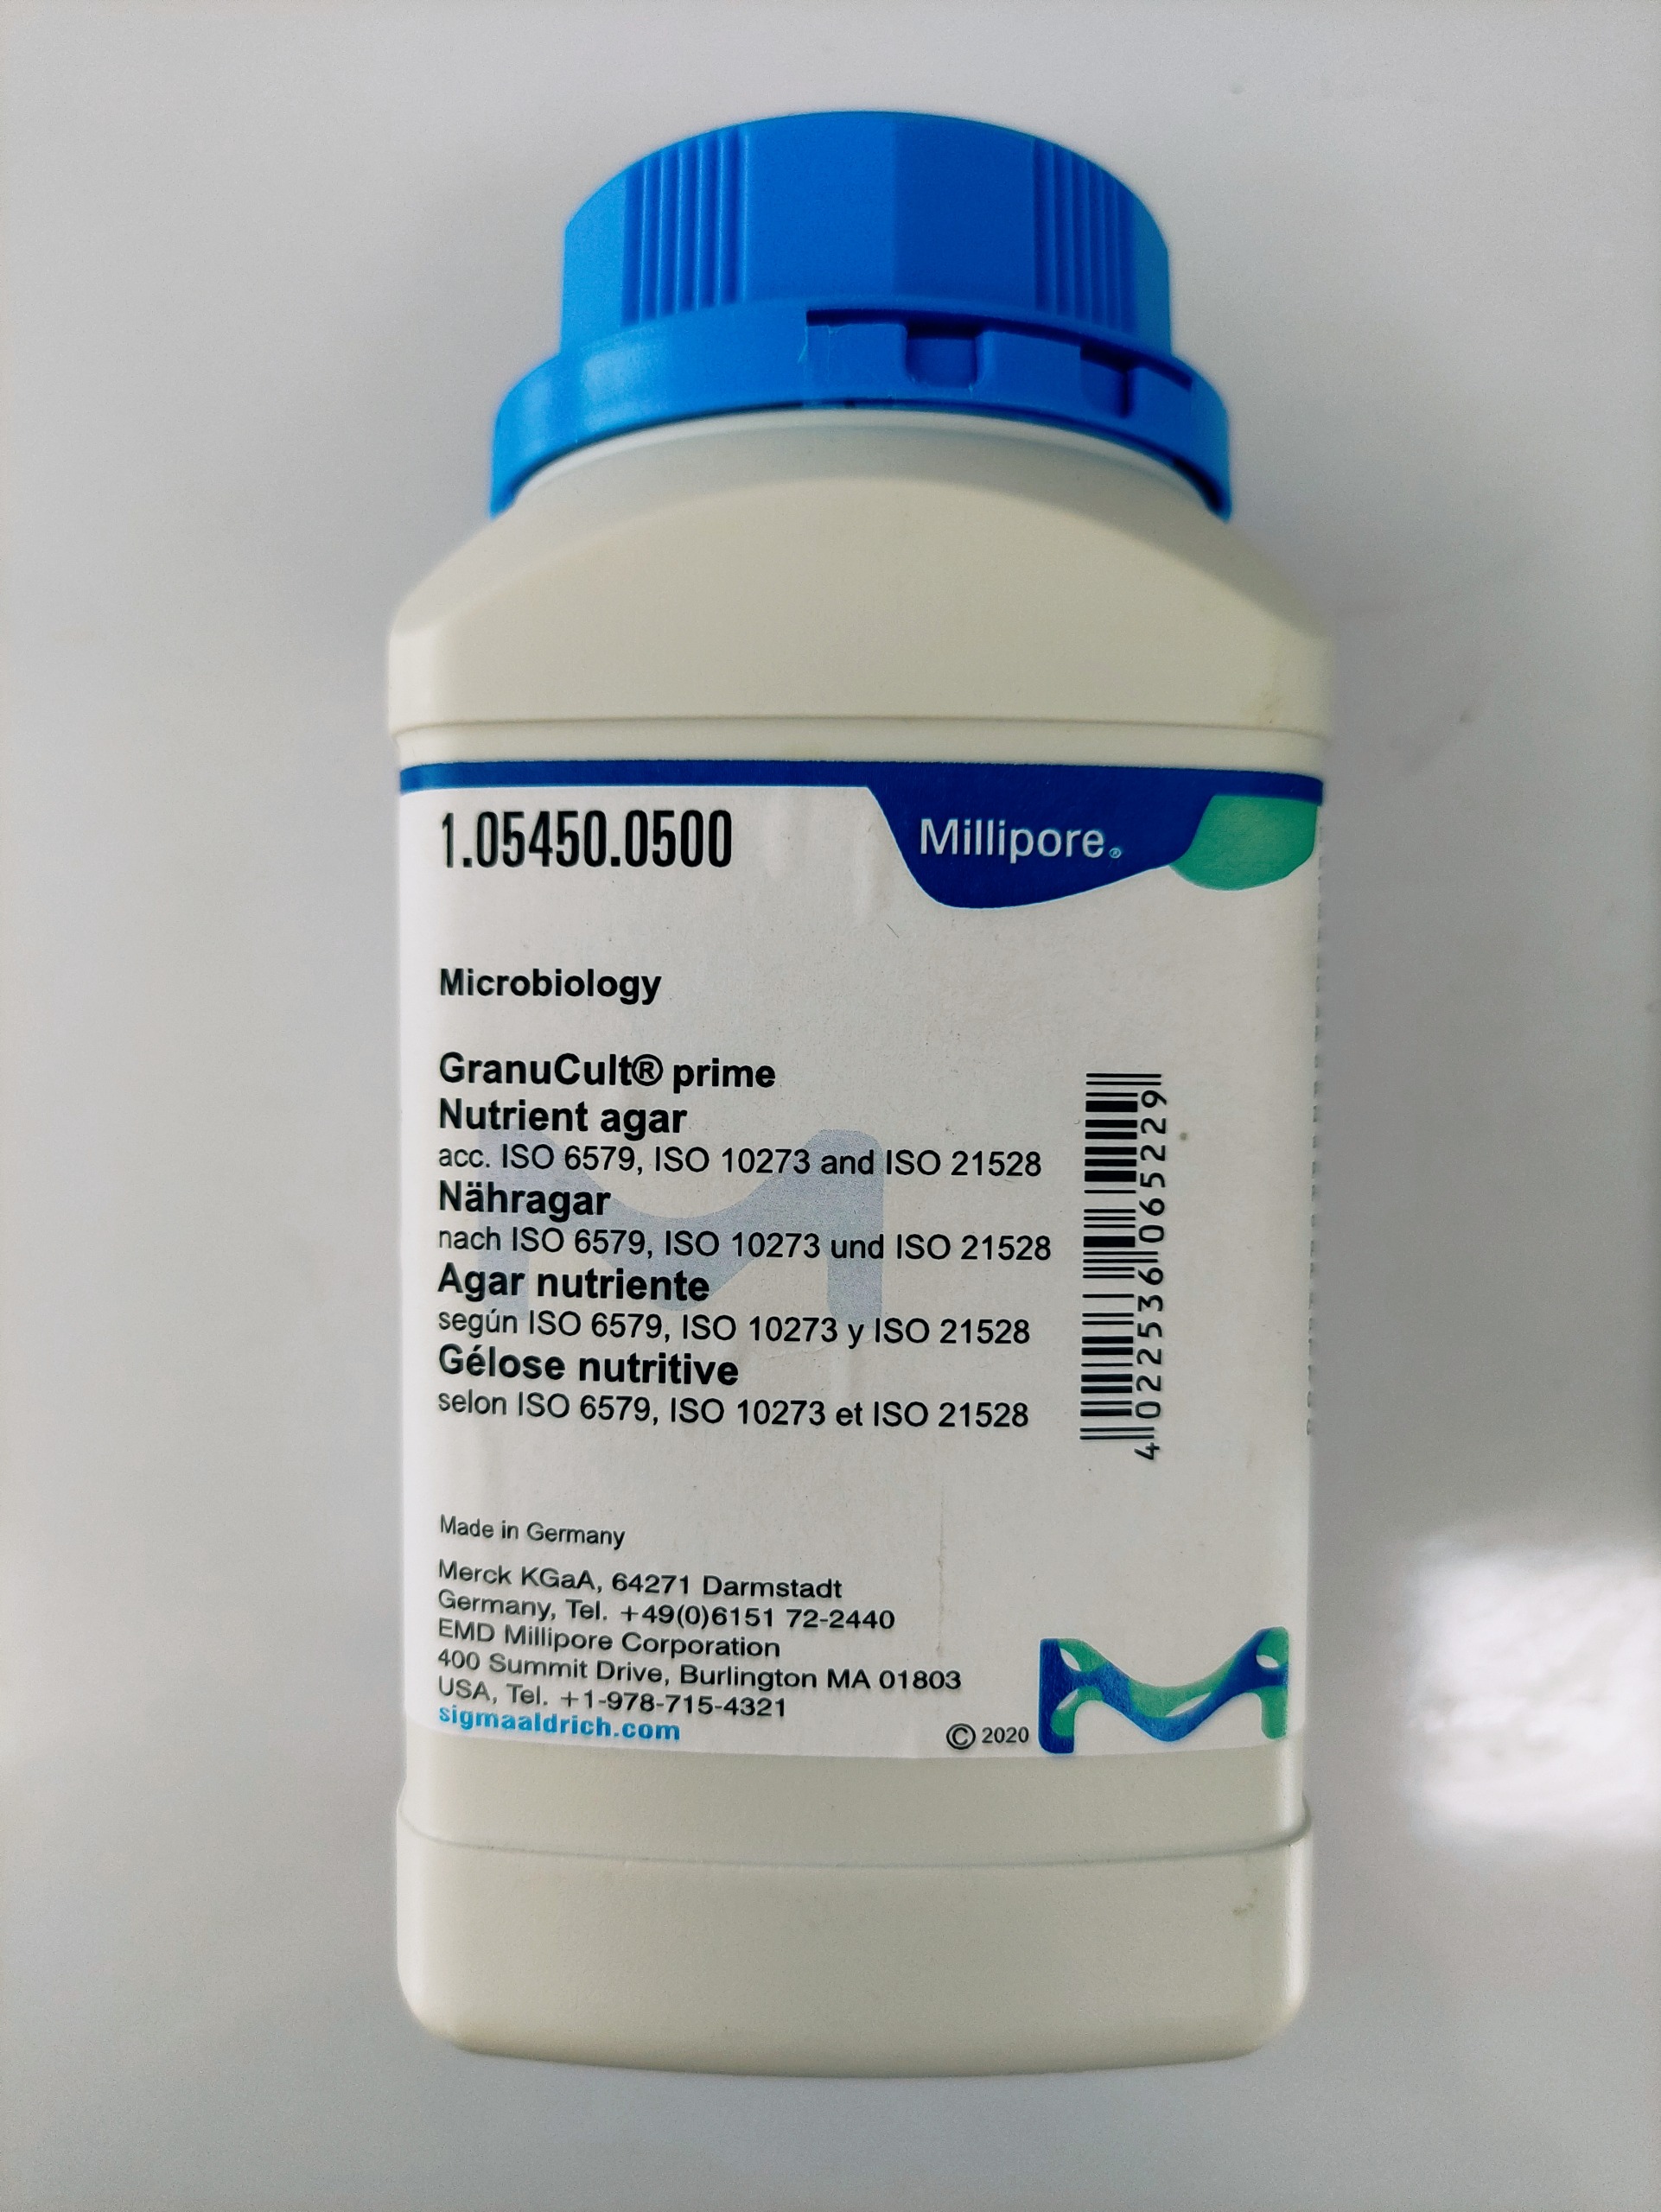 1.05450.0500
Millipore®
Microbiology
GranuCult® prime
Nutrient agar
acc. ISO 6579, ISO 10273 and ISO 21528
Nähragar
nach ISO 6579, ISO 10273 und ISO 21528
Agar nutriente
según ISO 6579, ISO 10273 y ISO 21528
Gélose nutritive
selon ISO 6579, ISO 10273 et ISO 21528
4 022536 065229
Made in Germany
Merck KGaA, 64271 Darmstadt
Germany, Tel. +49(0)6151 72-2440
EMD Millipore Corporation
400 Summit Drive, Burlington MA 01803
USA, Tel. +1-978-715-4321
sigmaaldrich.com
© 2020